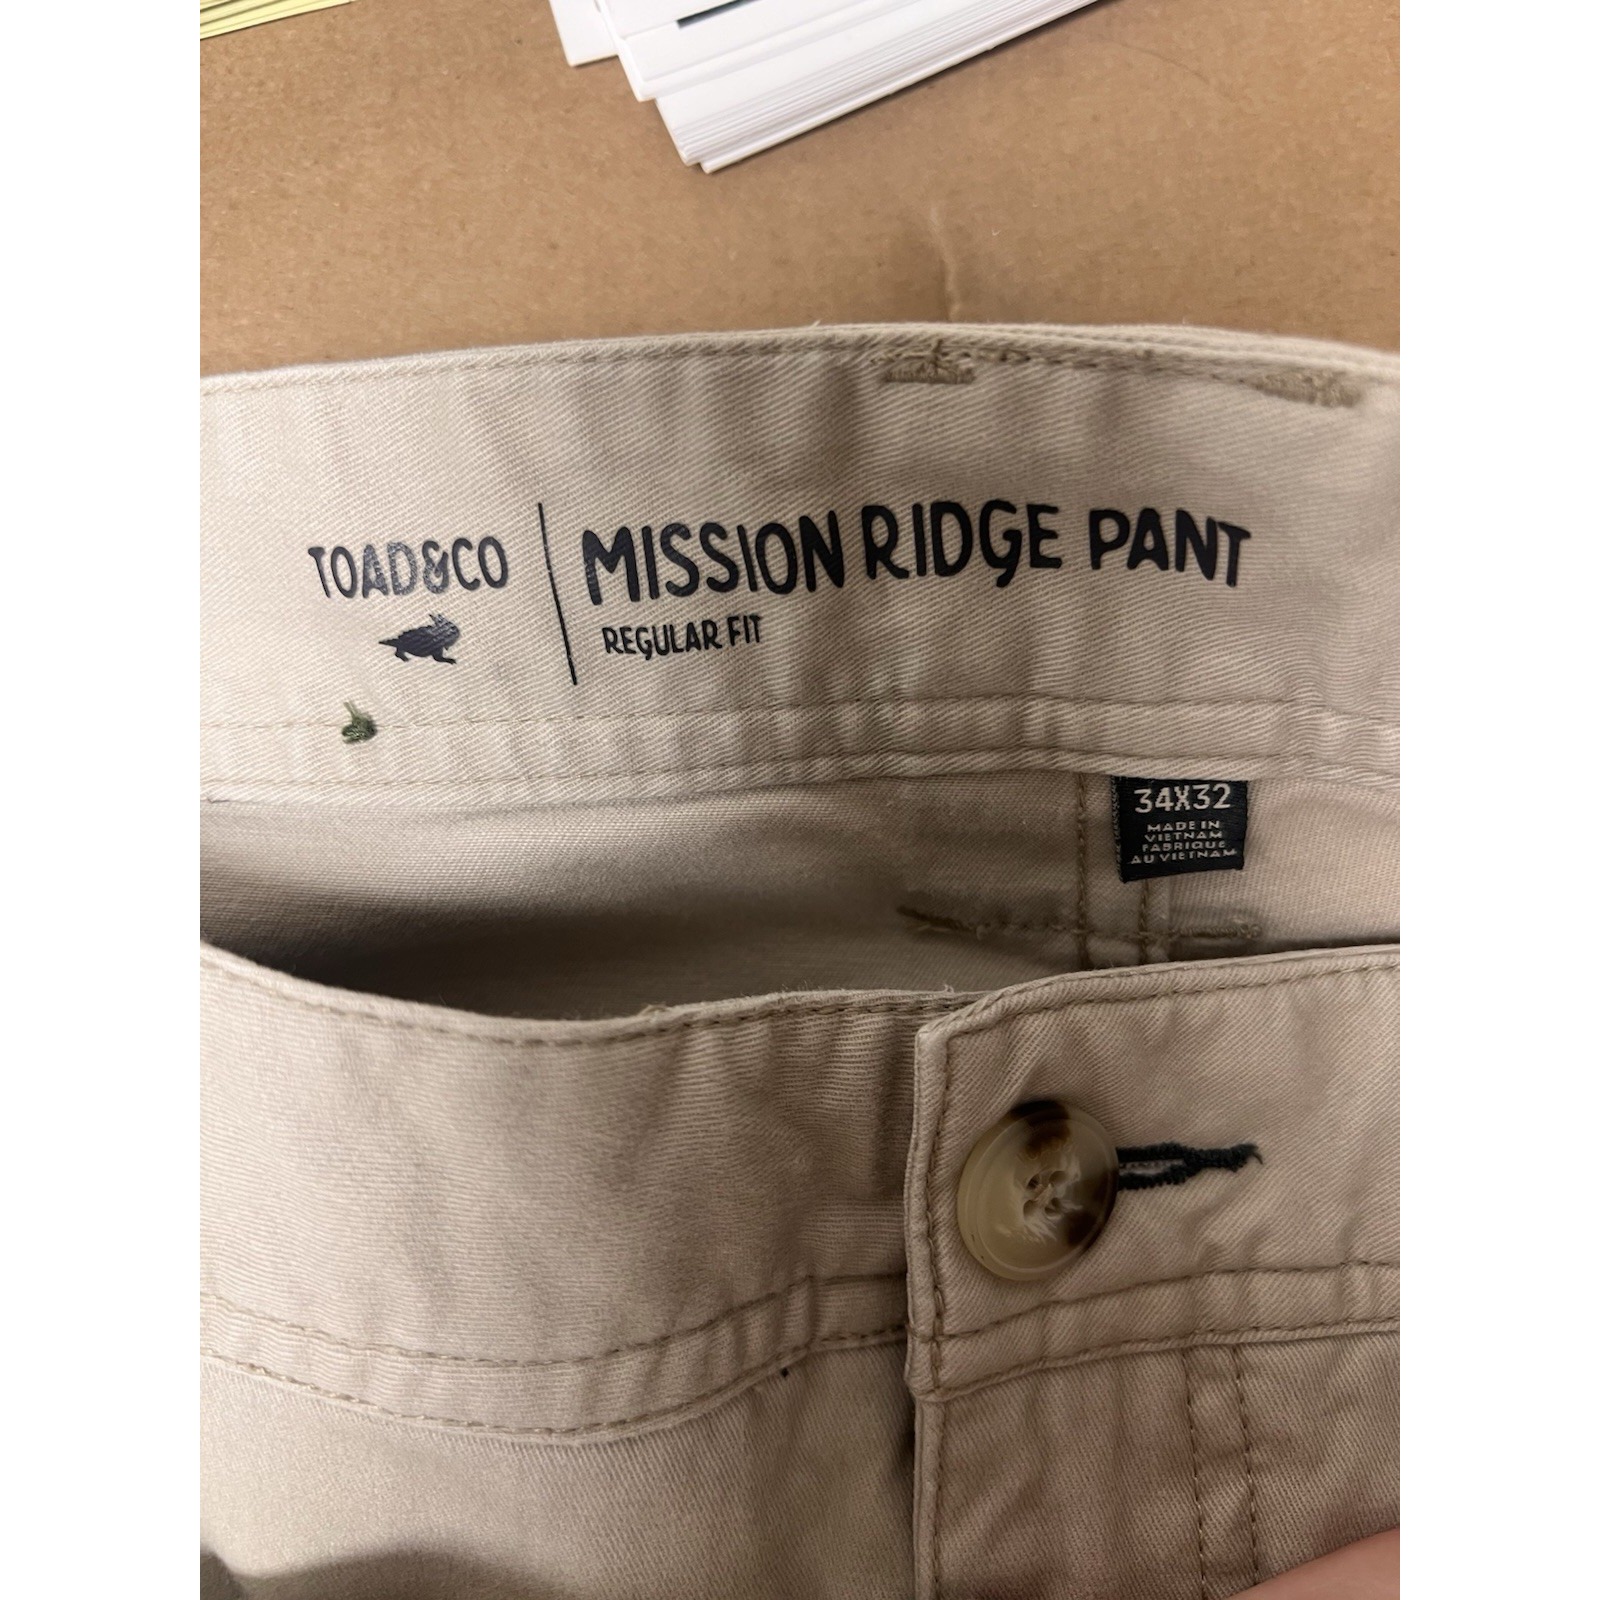 TOAD&CO
MISSION RIDGE PANT
REGULAR FIT
34X32
MADE IN
VIETNAM
FABRIQUE
AU VIETNAM